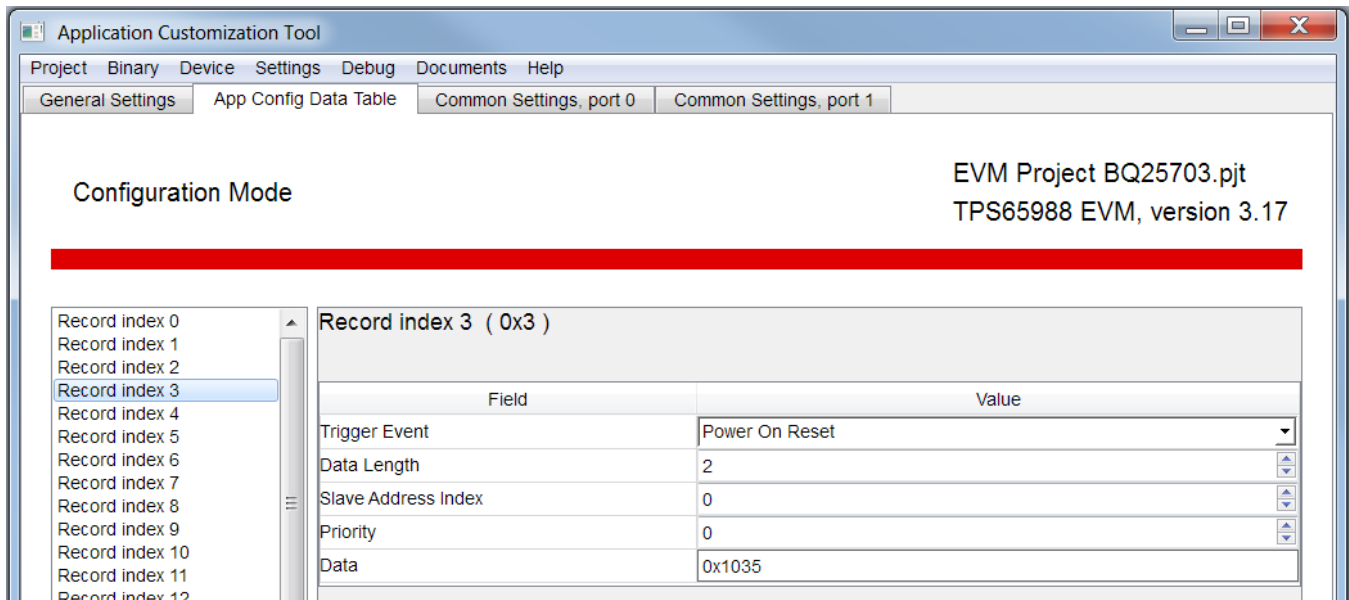 Application Customization Tool
Project Binary Device Settings Debug Documents Help
General Settings App Config Data Table Common Settings, port 0 Common Settings, port 1
Configuration Mode
EVM Project BQ25703.pjt
TPS65988 EVM, version 3.17
Record index 0
Record index 1
Record index 2
Record index 3
Record index 4
Record index 5
Record index 6
Record index 7
Record index 8
Record index 9
Record index 10
Record index 11
Record index 12
Record index 3 ( 0x3 )
Field Value
Trigger Event Power On Reset
Data Length 2
Slave Address Index 0
Priority 0
Data 0x1035